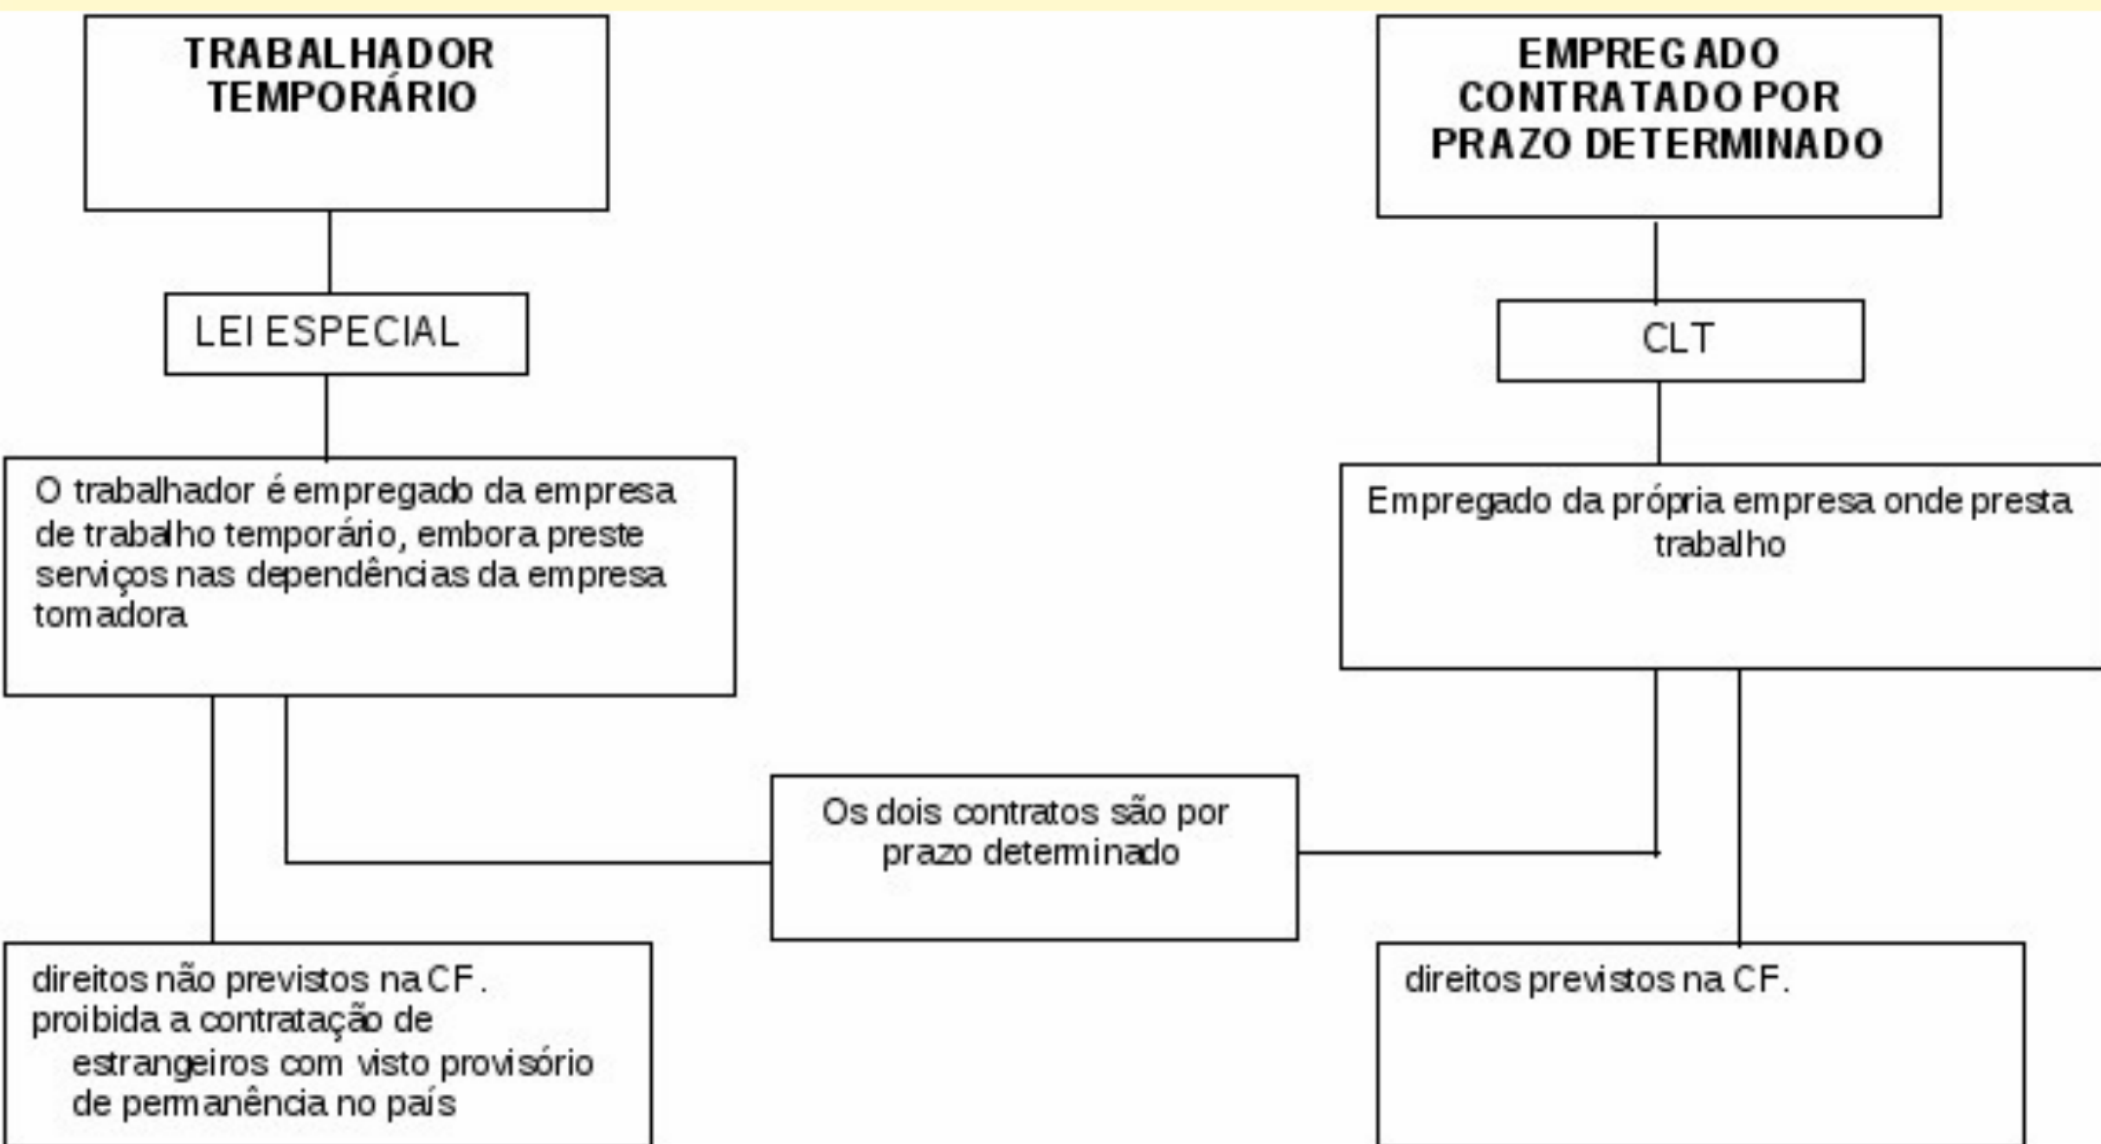 TRABALHADOR
TEMPORÁRIO
EMPREGADO
CONTRATADO POR
PRAZO DETERMINADO
LEI ESPECIAL
CLT
O trabalhador é empregado da empresa
de trabalho temporário, embora preste
serviços nas dependências da empresa
tomadora
Empregado da própria empresa onde presta
trabalho
Os dois contratos são por
prazo determinado
direitos não previstos na CF.
proibida a contratação de
estrangeiros com visto provisório
de permanência no país
direitos previstos na CF.